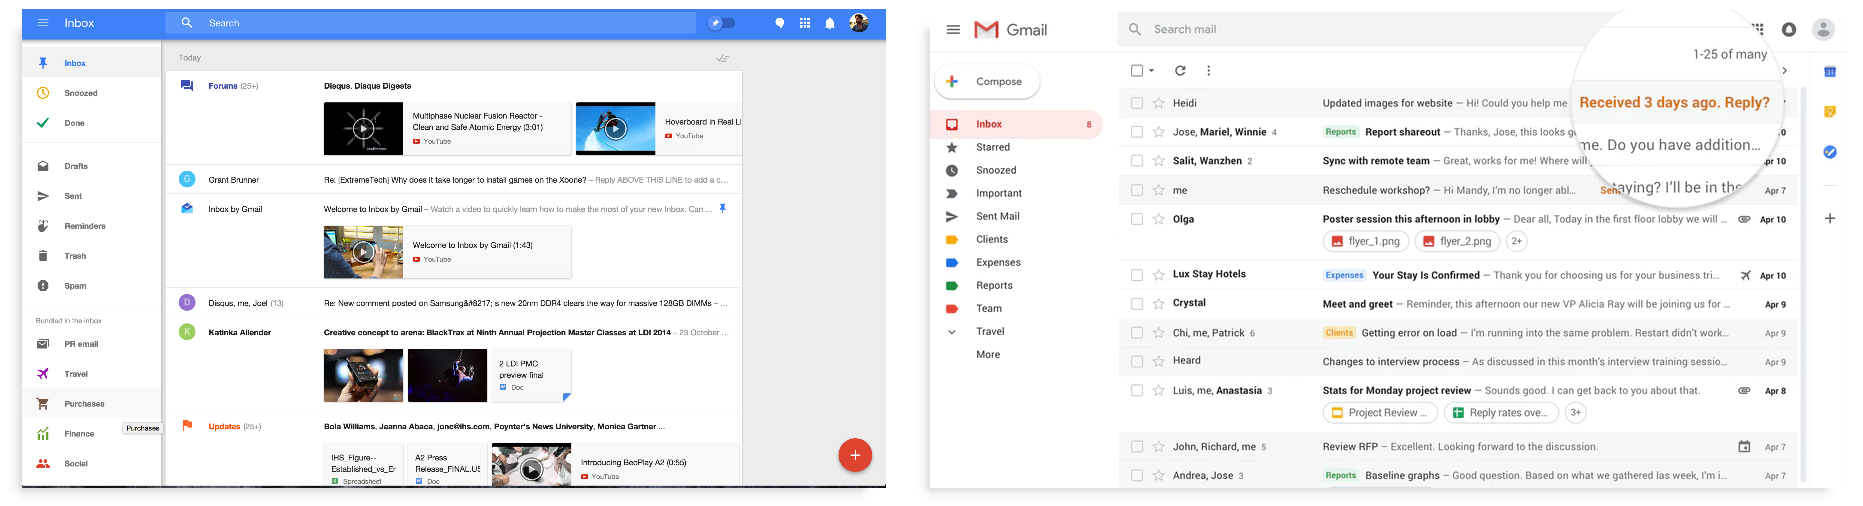 Inbox
Search
Inbox
Snoozed
Done
Drafts
Sent
Reminders
Trash
Spam
Bundled in the inbox
PR email
Travel
Purchases
Finance
Purchases
Social
Today
Forums (25+)
Disque, Disqus Digests
Multiphase Nuclear Fusion Reactor -
Clean and Safe Atomic Energy (3:01)
YouTube
Hoverboard In Real Li
YouTube
G
Grant Brunner
Re: [ExtremeTech] Why does it take longer to install games on the Xbone? – Reply ABOVE THIS LINE to add a c...
Inbox by Gmail
Welcome to Inbox by Gmail – Watch a video to quickly learn how to make the most of your new Inbox. Can ...
Welcome to Inbox by Gmail (1:43)
YouTube
D
Disqus, me, Joel (13)
Re: New comment posted on Samsung&#8217; s new 20nm DDR4 clears the way for massive 128GB DIMMs – ...
K
Katinka Allender
Creative concept to arena: BlackTrax at Ninth Annual Projection Master Classes at LDI 2014 – 23 October...
2 LDI PMC
preview final
Doc
Updates (25+)
Bola Williams, Jeanna Abaca, jonc@ihs.com, Poynter's News University, Monica Gartner ...
IHS_Figure--
Established_vs_Er
Spreadsheet
A2 Press
Release_FINAL.US
Doc
Introducing BeoPlay A2 (0:55)
YouTube
Gmail
Search mail
Compose
Inbox 8
Starred
Snoozed
Important
Sent Mail
Clients
Expenses
Reports
Team
Travel
More
1-25 of many
Heidi
Updated images for website – Hi! Could you help me
Received 3 days ago. Reply?
Jose, Mariel, Winnie 4
Reports Report shareout – Thanks, Jose, this looks g
me. Do you have addition...
Salit, Wanzhen 2
Sync with remote team – Great, works for me! Where will
pr 10
me
Reschedule workshop? – Hi Mandy, I'm no longer abl...
Sen
taying? I'll be in the
Apr 7
Olga
Poster session this afternoon in lobby – Dear all, Today in the first floor lobby we will ...
Apr 10
flyer_1.png
flyer_2.png
2+
Lux Stay Hotels
Expenses Your Stay Is Confirmed – Thank you for choosing us for your business tri...
Apr 10
Crystal
Meet and greet – Reminder, this afternoon our new VP Alicia Ray will be joining us for ...
Apr 9
Chi, me, Patrick 6
Clients Getting error on load – I'm running into the same problem. Restart didn't work...
Apr 9
Heard
Changes to interview process – As discussed in this month's interview training sessio...
Apr 9
Luis, me, Anastasia 3
Stats for Monday project review – Sounds good. I can get back to you about that.
Apr 8
Project Review ...
Reply rates ove...
3+
John, Richard, me 5
Review RFP – Excellent. Looking forward to the discussion.
Apr 7
Andrea, Jose 3
Reports Baseline graphs – Good question. Based on what we gathered las week, I'm i...
Apr 7
31